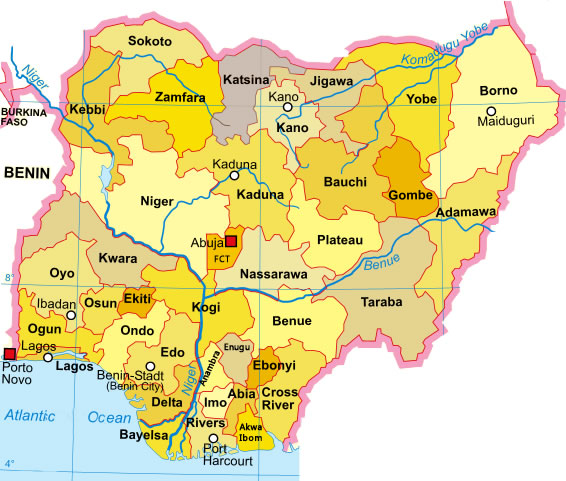 Sokoto
Niger
Katsina
Jigawa
Komadugu Yobe
Kebbi
Zamfara
Kano
Kano
Yobe
Borno
Maiduguri
BURKINA
FASO
BENIN
Kaduna
Kaduna
Bauchi
Gombe
Adamawa
Niger
Abuja
FCT
Plateau
Kwara
Nassarawa
Benue
Taraba
8°
Oyo
Ibadan
Osun
Ekiti
Kogi
Benue
Ogun
Ondo
Lagos
Lagos
Porto
Novo
Edo
Benin-Stadt
(Benin City)
Niger
Anambra
Enugu
Ebonyi
Atlantic Ocean
Delta
Imo
Abia
Cross
River
Bayelsa
Rivers
Akwa
Ibom
Port
Harcourt
4°